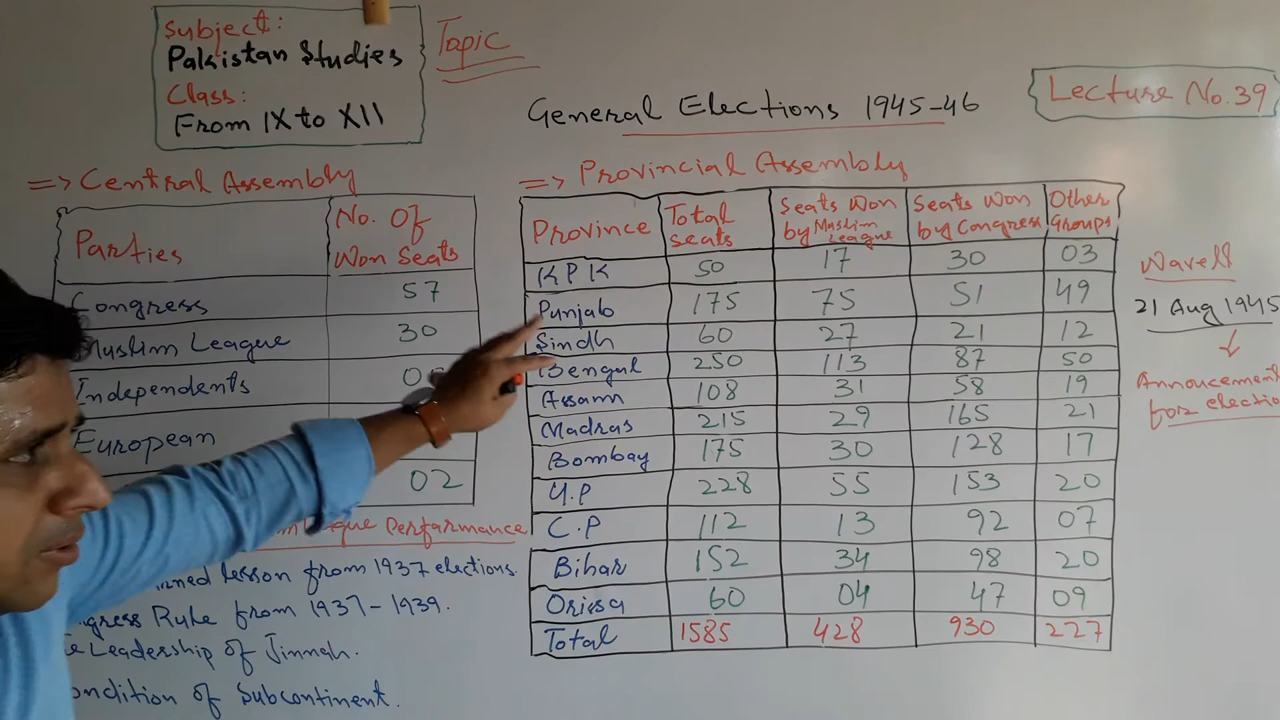 Subject:
Pakistan Studies
Class:
From IX to XII
Topic
General Elections 1945-46
Lecture No. 39
=> Central Assembly
Parties No. Of Won Seats
Congress 57
Muslim League 30
Independents
European
02
Performance
lesson from 1937 elections.
Rule from 1937-1939.
Leadership of Jinnah.
of Subcontinent.
=> Provincial Assembly
Province Total seats Seats Won by Muslim League Seats Won by Congress Other Groups
KPK 50 17 30 03
Punjab 175 75 51 49
Sindh 60 27 21 12
Bengal 250 113 87 50
Assam 108 31 58 19
Madras 215 29 165 21
Bombay 175 30 128 17
U.P 228 55 153 20
C.P 112 13 92 07
Bihar 152 34 98 20
Orissa 60 04 47 09
Total 1585 428 930 227
Wavell
21 Aug 1945
↓
Annoucement
for electio